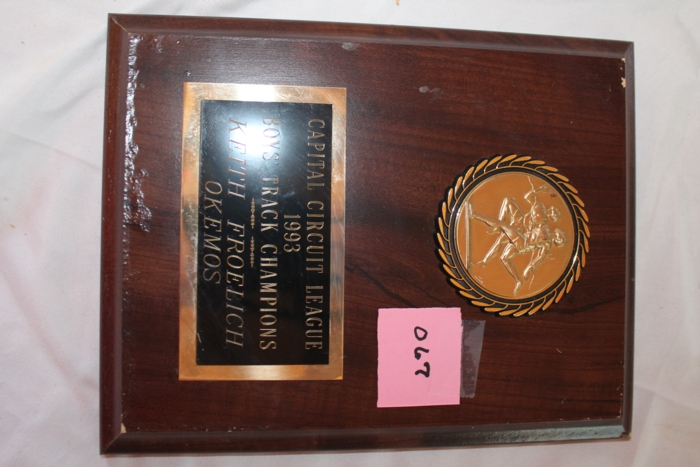 067
CAPITAL CIRCUIT LEAGUE
1993
BOYS TRACK CHAMPIONS
KEITH FROELICH
OKEMOS